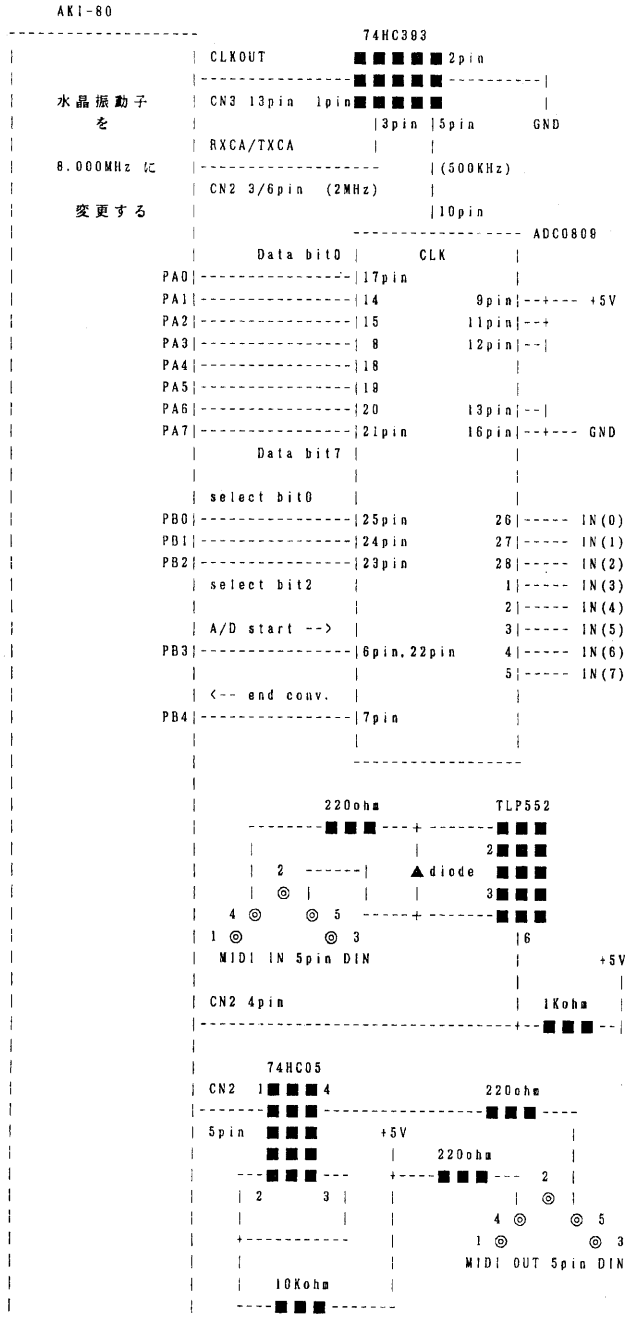 AKI-80
74HC393
CLKOUT 2pin
水晶振動子 CN3 13pin 1pin
を 3pin 5pin GND
RXCA/TXCA
8.000MHz に (500KHz)
CN2 3/6pin (2MHz)
変更する 10pin
ADC0809
Data bit0 CLK
PA0 17pin
PA1 14 9pin +5V
PA2 15 11pin
PA3 8 12pin
PA4 18
PA5 19
PA6 20 13pin
PA7 21pin 16pin GND
Data bit7
select bit0
PB0 25pin 26 IN(0)
PB1 24pin 27 IN(1)
PB2 23pin 28 IN(2)
select bit2 1 IN(3)
2 IN(4)
A/D start --> 3 IN(5)
PB3 6pin,22pin 4 IN(6)
5 IN(7)
<-- end conv.
PB4 7pin
220ohm TLP552
2
2 diode
3
4 5
1 3 6
MIDI IN 5pin DIN +5V
CN2 4pin 1Kohm
74HC05
CN2 1 4 220ohm
5pin +5V
220ohm
2 3 2
4 5
1 3
MIDI OUT 5pin DIN
10Kohm